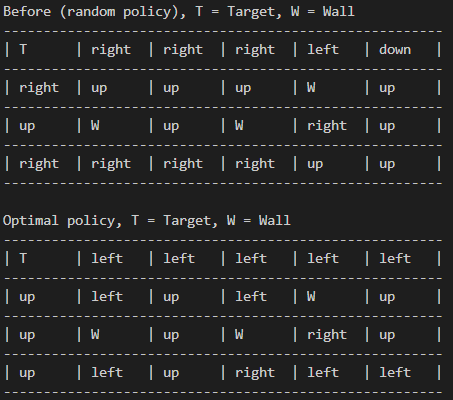 Before (random policy), T = Target, W = Wall
-------------------------------------------------------
| T | right | right | right | left | down |
-------------------------------------------------------
| right | up | up | up | W | up |
-------------------------------------------------------
| up | W | up | W | right | up |
-------------------------------------------------------
| right | right | right | right | up | up |
-------------------------------------------------------
Optimal policy, T = Target, W = Wall
-------------------------------------------------------
| T | left | left | left | left | left |
-------------------------------------------------------
| up | left | up | left | W | up |
-------------------------------------------------------
| up | W | up | W | right | up |
-------------------------------------------------------
| up | left | up | right | left | left |
-------------------------------------------------------